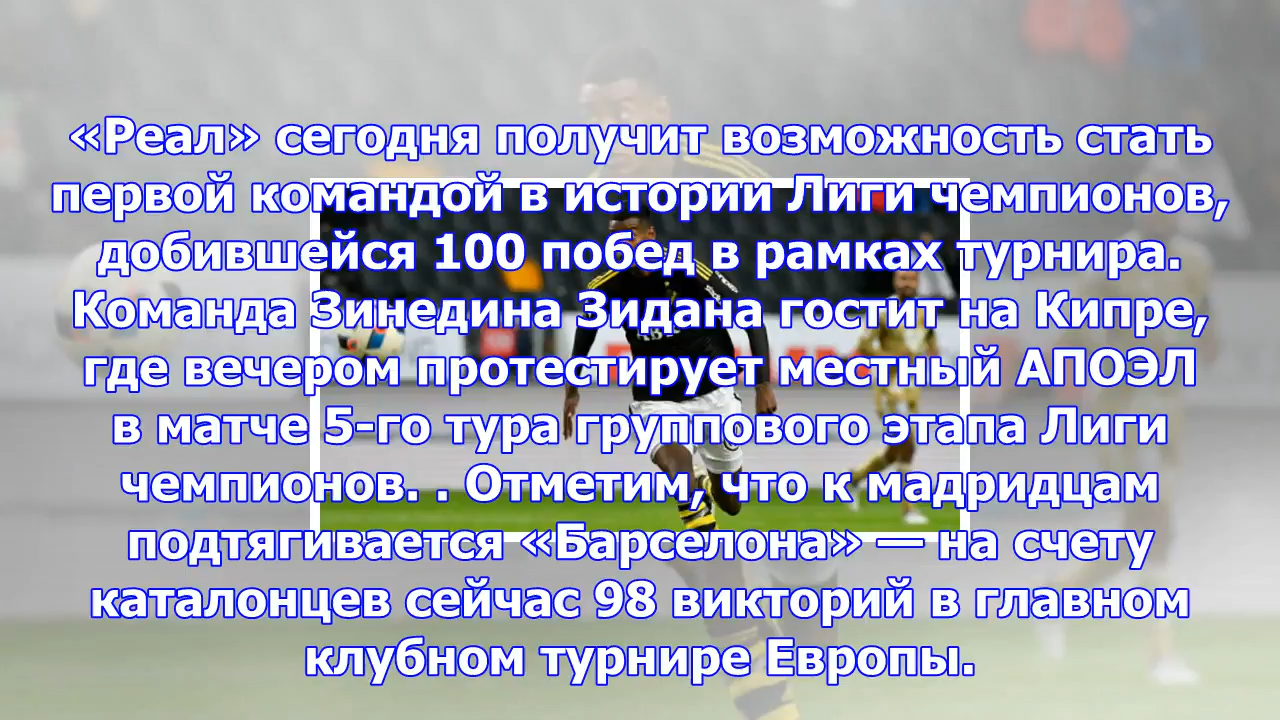 «Реал» сегодня получит возможность стать
первой командой в истории Лиги чемпионов,
добившейся 100 побед в рамках турнира.
Команда Зинедина Зидана гостит на Кипре,
где вечером протестирует местный АПОЭЛ
в матче 5-го тура группового этапа Лиги
чемпионов. . Отметим, что к мадридцам
подтягивается «Барселона» — на счету
каталонцев сейчас 98 викторий в главном
клубном турнире Европы.